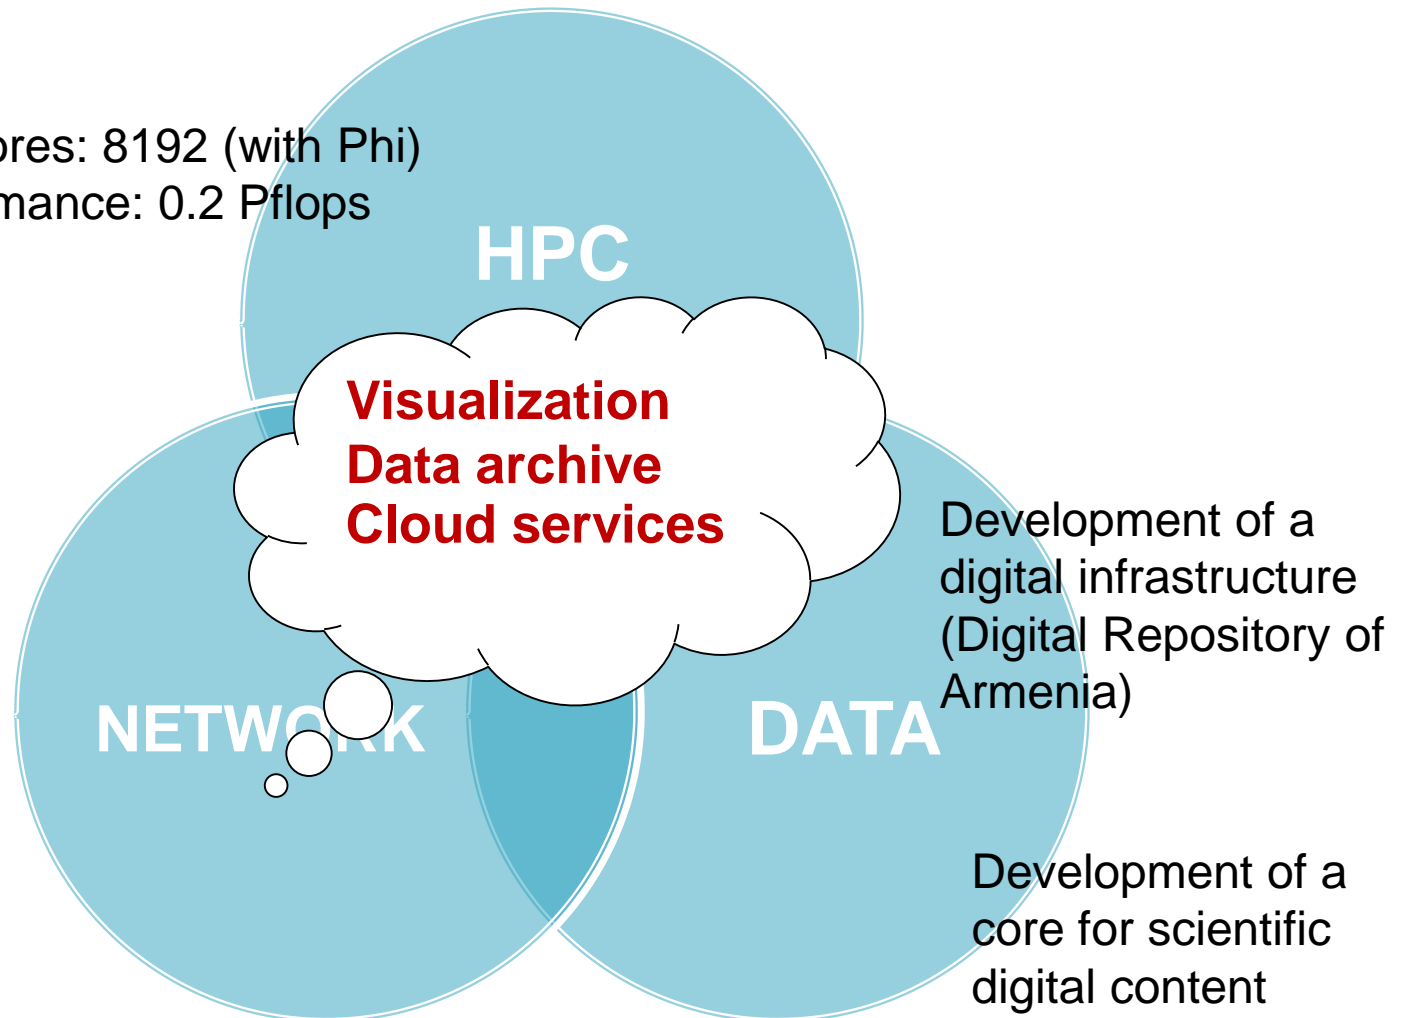 ores: 8192 (with Phi)
mance: 0.2 Pflops
HPC
Visualization
Data archive
Cloud services
Development of a
digital infrastructure
(Digital Repository of
Armenia)
NETWORK
DATA
Development of a
core for scientific
digital content